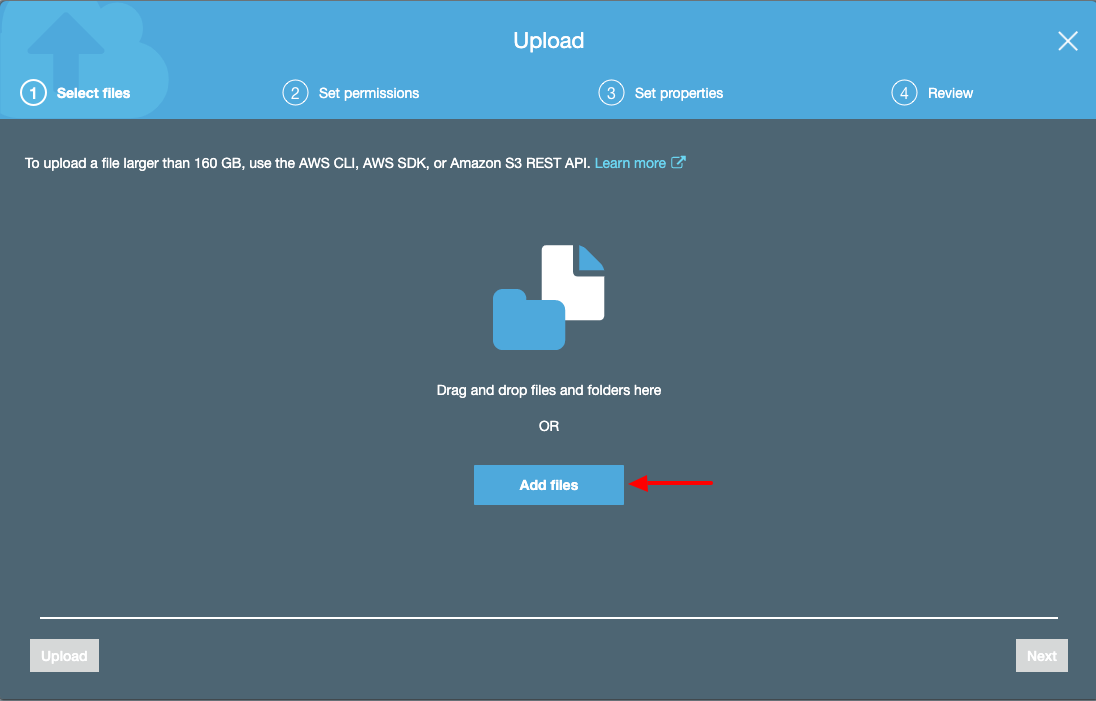 Upload
1 Select files
2 Set permissions
3 Set properties
4 Review
To upload a file larger than 160 GB, use the AWS CLI, AWS SDK, or Amazon S3 REST API. Learn more
Drag and drop files and folders here
OR
Add files
Upload
Next